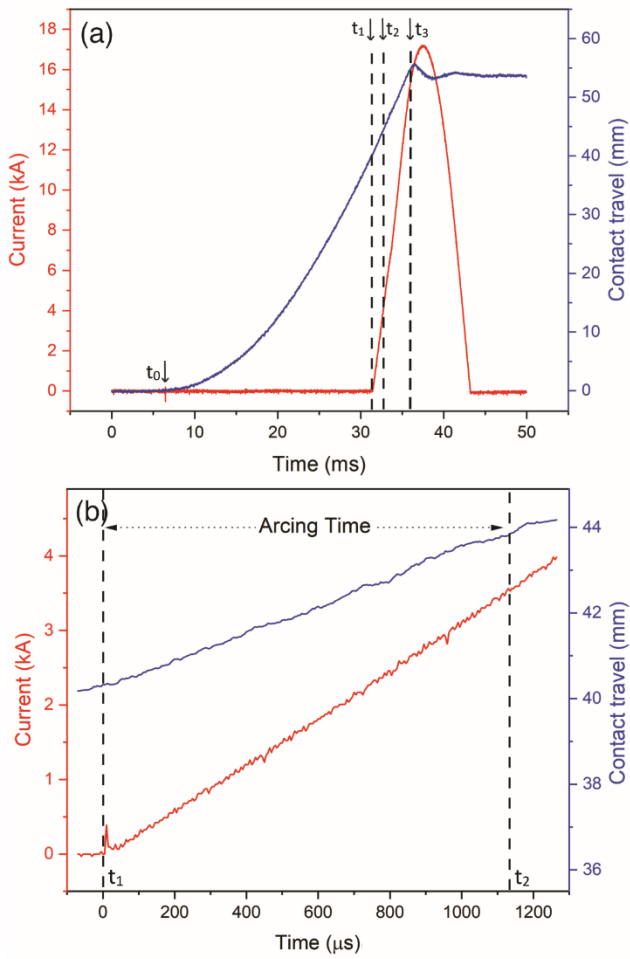 (a)
t₁ t₂ t₃
t₀
Current (kA)
18
16
14
12
10
8
6
4
2
0
Contact travel (mm)
60
50
40
30
20
10
0
0 10 20 30 40 50
Time (ms)
(b)
Arcing Time
t₁ t₂
Current (kA)
4
3
2
1
0
Contact travel (mm)
44
42
40
38
36
0 200 400 600 800 1000 1200
Time (μs)